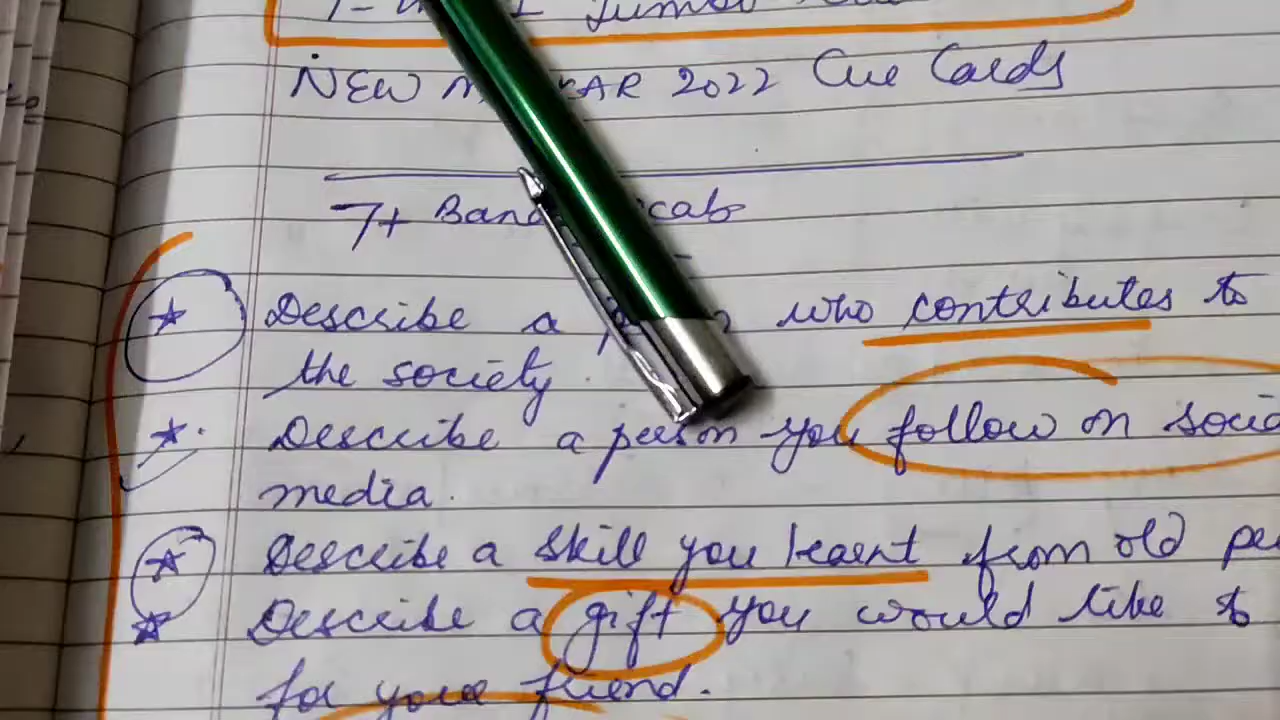 NEW 2022 Cue Cards
7+ Band
Describe a who contributes to
the society.
Describe a person you follow on
media.
Describe a skill you learnt from old
Describe a gift you would like to
for your friend.